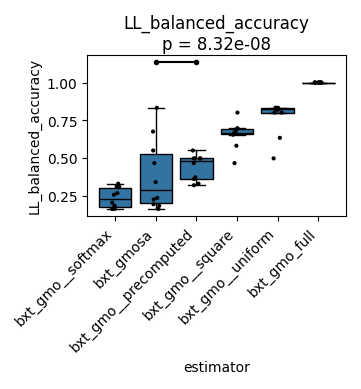 LL_balanced_accuracy
p = 8.32e-08
LL_balanced_accuracy
1.00
0.75
0.50
0.25
bxt_gmo__softmax
bxt_gmosa
bxt_gmo__precomputed
bxt_gmo__square
bxt_gmo__uniform
bxt_gmo_full
estimator